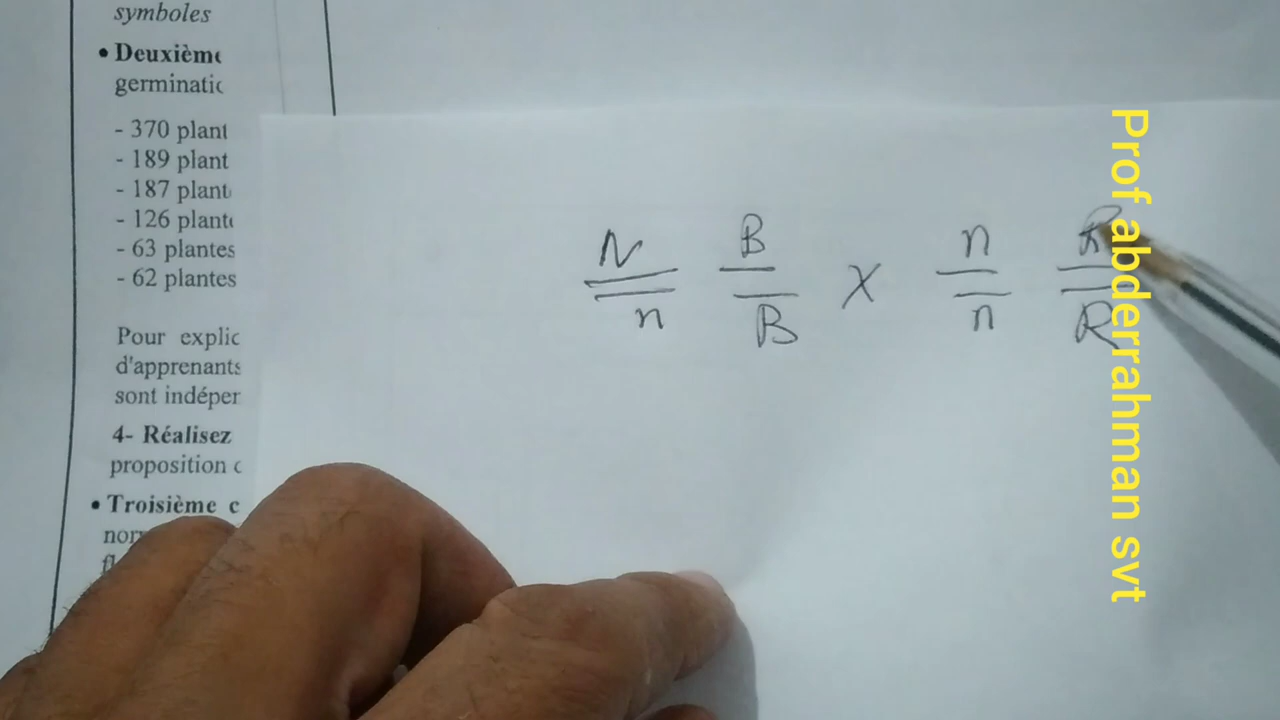 symboles
• Deuxième
germinatic
- 370 plant
- 189 plant
- 187 plant
- 126 plante
- 63 plantes
- 62 plantes
Pour explic
d'apprenants
sont indéper
4- Réalisez
proposition
• Troisième c
nor
N B × n R
n B n R
Prof abderrahman svt